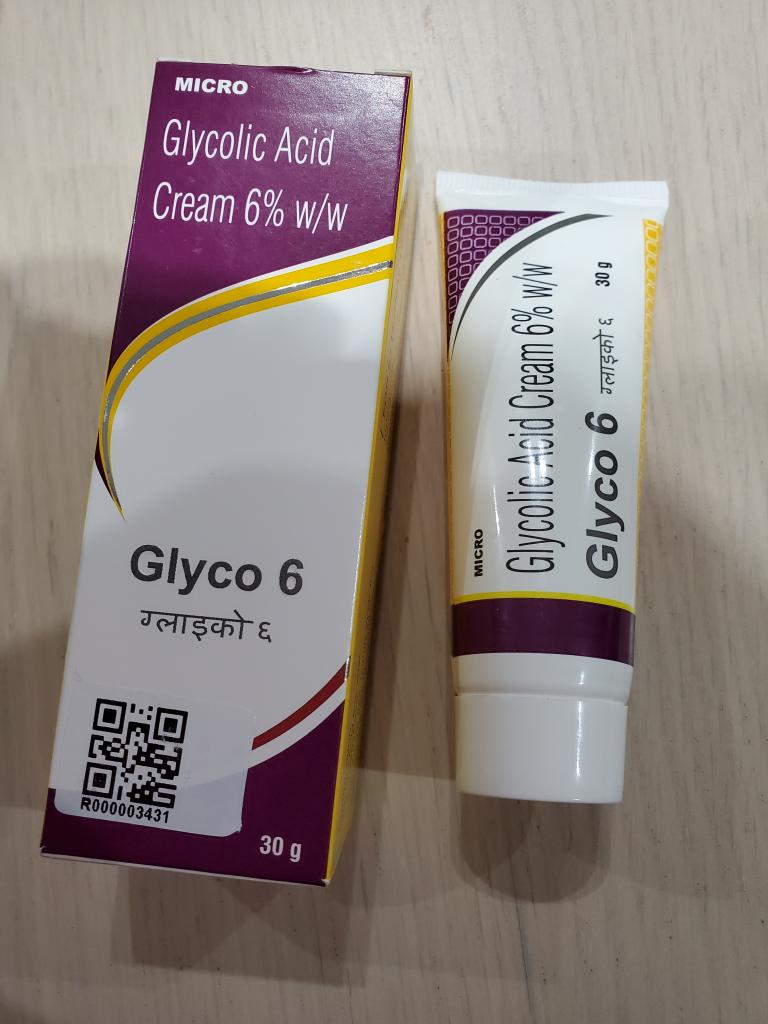 MICRO
Glycolic Acid
Cream 6% w/w
Glyco 6
ग्लाइको ६
R000003431
30 g
MICRO
Glycolic Acid Cream 6% w/w
Glyco 6 ग्लाइको ६ 30 g